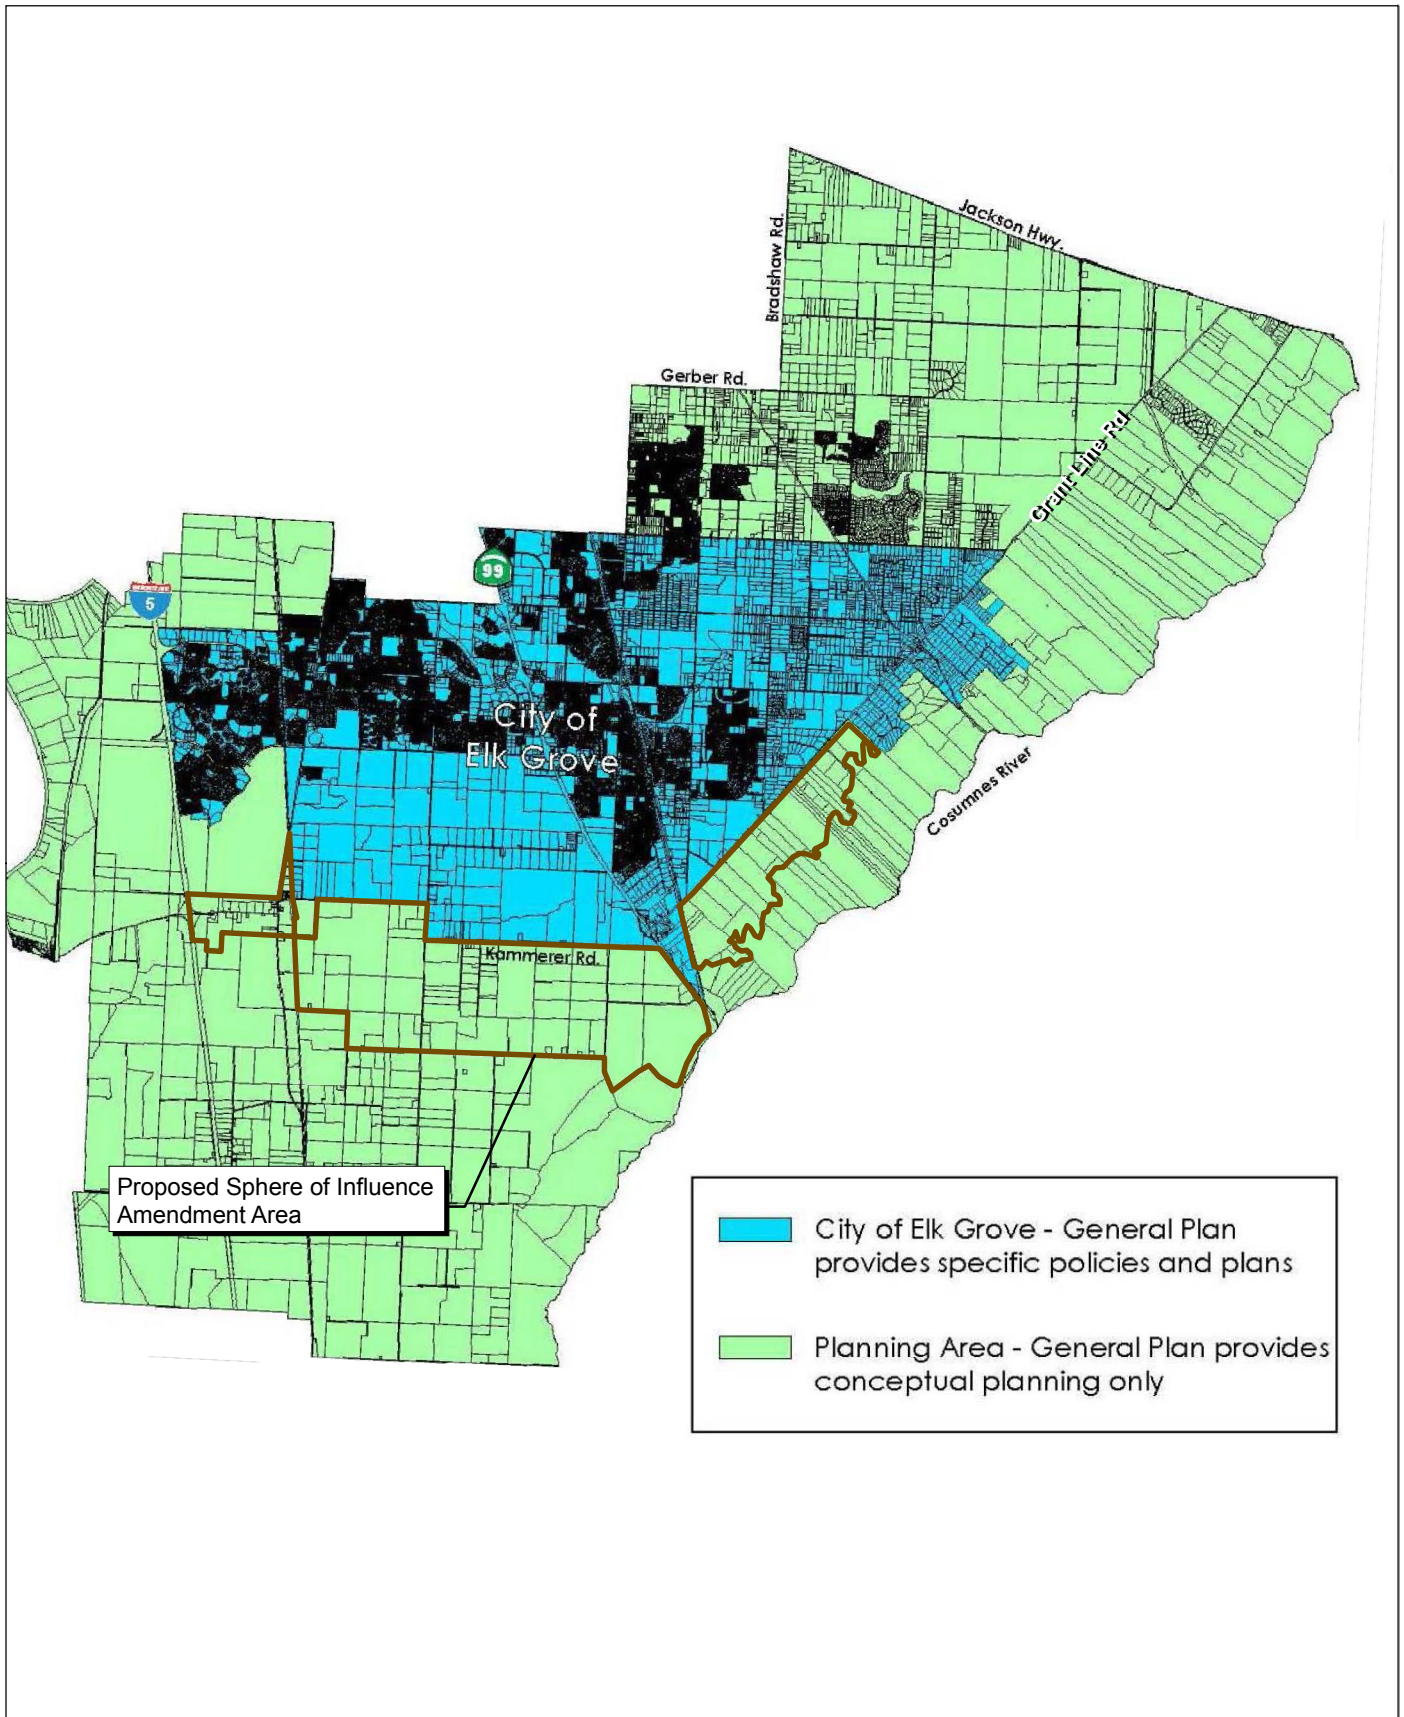 Jackson Hwy.
Bradshaw Rd.
Gerber Rd.
Grant Line Rd
99
5
City of
Elk Grove
Cosumnes River
Kammerer Rd.
Proposed Sphere of Influence
Amendment Area
City of Elk Grove - General Plan
provides specific policies and plans
Planning Area - General Plan provides
conceptual planning only